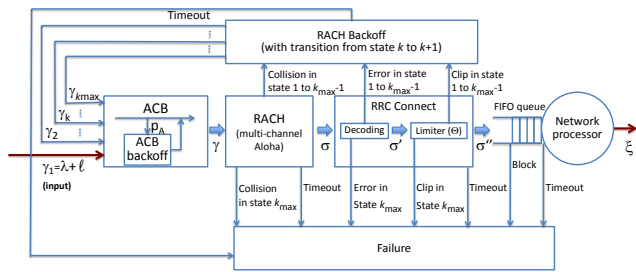 Timeout
RACH Backoff
(with transition from state k to k+1)
Collision in
state 1 to kmax-1
Error in state
1 to kmax-1
Clip in state
1 to kmax-1
γkmax
γk
γ2
γ1=λ+ℓ
(input)
ACB
pA
ACB
backoff
γ
RACH
(multi-channel
Aloha)
σ
RRC Connect
Decoding
σ'
Limiter (Θ)
σ''
FIFO queue
Network
processor
ξ
Collision
in state kmax
Timeout
Error in
State kmax
Clip in
State kmax
Timeout
Block
Timeout
Failure